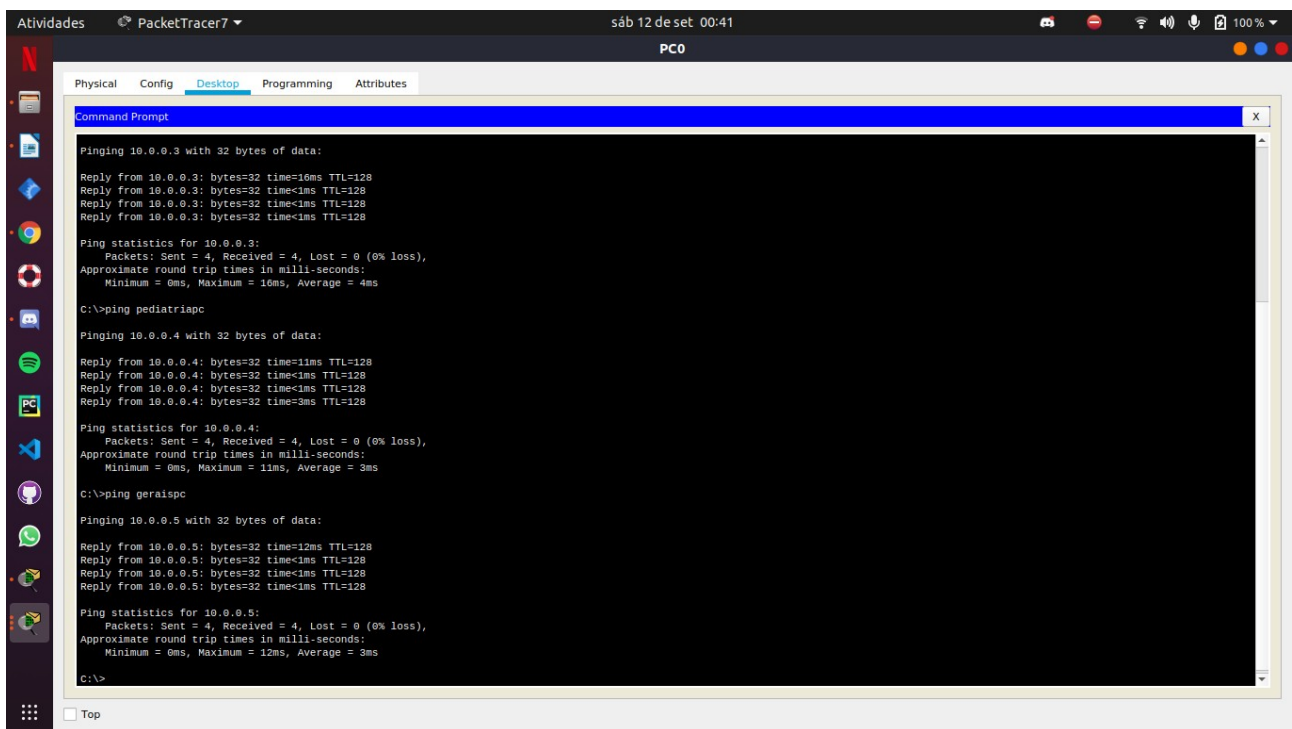 Atividades
PacketTracer7
sáb 12 de set 00:41
100 %
PC0
Physical
Config
Desktop
Programming
Attributes
Command Prompt
X
Pinging 10.0.0.3 with 32 bytes of data:
Reply from 10.0.0.3: bytes=32 time=16ms TTL=128
Reply from 10.0.0.3: bytes=32 time<1ms TTL=128
Reply from 10.0.0.3: bytes=32 time<1ms TTL=128
Reply from 10.0.0.3: bytes=32 time<1ms TTL=128
Ping statistics for 10.0.0.3:
Packets: Sent = 4, Received = 4, Lost = 0 (0% loss),
Approximate round trip times in milli-seconds:
Minimum = 0ms, Maximum = 16ms, Average = 4ms
C:\>ping pediatriapc
Pinging 10.0.0.4 with 32 bytes of data:
Reply from 10.0.0.4: bytes=32 time=11ms TTL=128
Reply from 10.0.0.4: bytes=32 time<1ms TTL=128
Reply from 10.0.0.4: bytes=32 time<1ms TTL=128
Reply from 10.0.0.4: bytes=32 time=3ms TTL=128
Ping statistics for 10.0.0.4:
Packets: Sent = 4, Received = 4, Lost = 0 (0% loss),
Approximate round trip times in milli-seconds:
Minimum = 0ms, Maximum = 11ms, Average = 3ms
C:\>ping geraispc
Pinging 10.0.0.5 with 32 bytes of data:
Reply from 10.0.0.5: bytes=32 time=12ms TTL=128
Reply from 10.0.0.5: bytes=32 time<1ms TTL=128
Reply from 10.0.0.5: bytes=32 time<1ms TTL=128
Reply from 10.0.0.5: bytes=32 time<1ms TTL=128
Ping statistics for 10.0.0.5:
Packets: Sent = 4, Received = 4, Lost = 0 (0% loss),
Approximate round trip times in milli-seconds:
Minimum = 0ms, Maximum = 12ms, Average = 3ms
C:\>
Top
N
PC